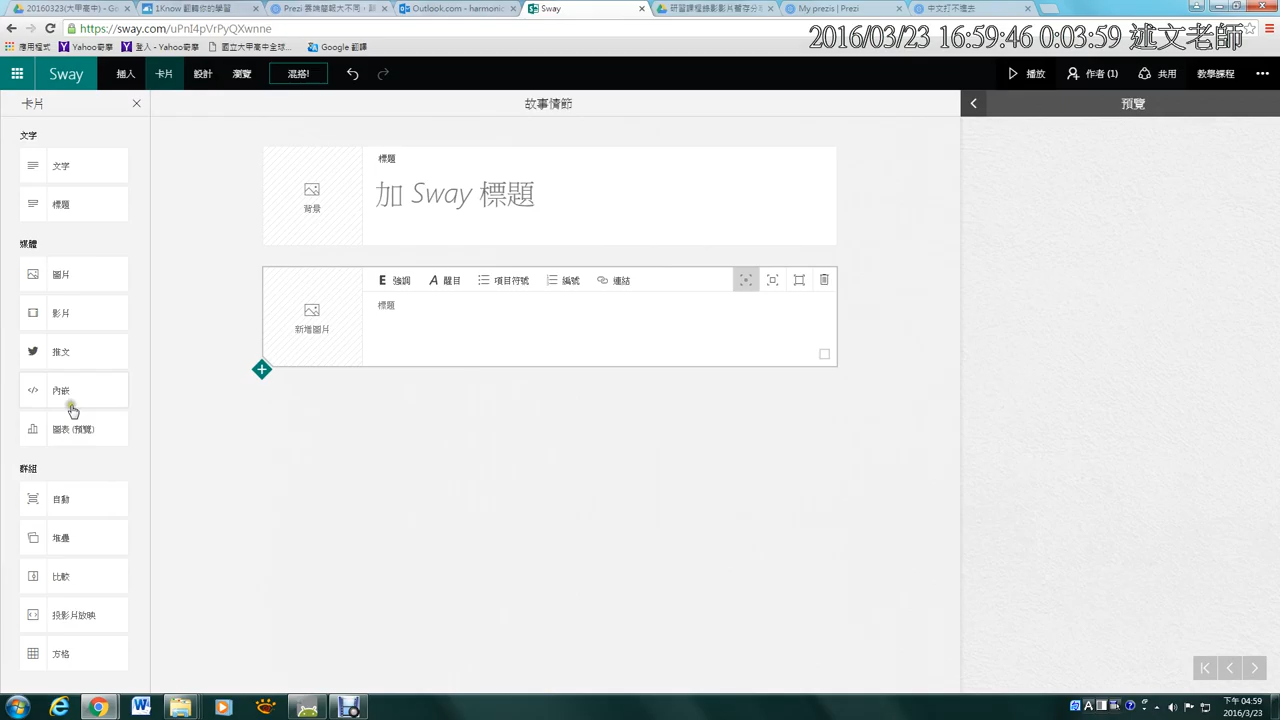 20160323(大甲高中) - Go
1Know 翻轉你的學習
Prezi 雲端簡報大不同,
Outlook.com - harmonic
Sway
研習課程錄影影片暫存分
My prezis | Prezi
中文打不進去
https://sway.com/uPnI4pVrPyQXwnne
2016/03/23 16:59:46 0:03:59 述文老師
應用程式
Yahoo奇摩
登入 - Yahoo奇摩
國立大甲高中全球資...
Google 翻譯
Sway
插入
卡片
設計
瀏覽
混搭!
播放
作者 (1)
共用
教學課程
卡片
故事情節
預覽
文字
文字
標題
媒體
圖片
影片
推文
內嵌
圖表 (預覽)
群組
自動
堆疊
比較
投影片放映
方格
背景
標題
加 Sway 標題
新增圖片
E 強調
A 醒目
項目符號
編號
連結
標題
下午 04:59
2016/3/23